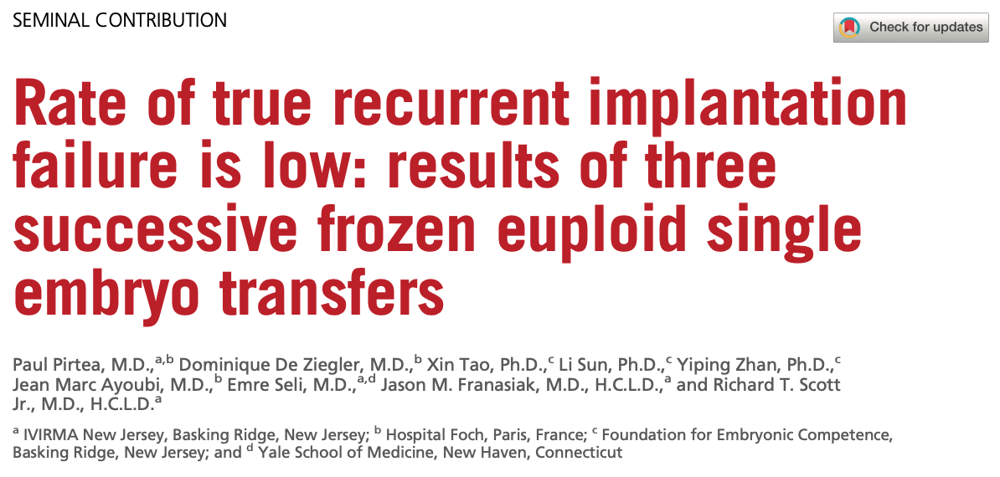 SEMINAL CONTRIBUTION
Check for updates
Rate of true recurrent implantation
failure is low: results of three
successive frozen euploid single
embryo transfers
Paul Pirtea, M.D.,a,b Dominique De Ziegler, M.D.,b Xin Tao, Ph.D.,c Li Sun, Ph.D.,c Yiping Zhan, Ph.D.,c
Jean Marc Ayoubi, M.D.,b Emre Seli, M.D.,a,d Jason M. Franasiak, M.D., H.C.L.D.,a and Richard T. Scott
Jr., M.D., H.C.L.D.a
a IVIRMA New Jersey, Basking Ridge, New Jersey; b Hospital Foch, Paris, France; c Foundation for Embryonic Competence,
Basking Ridge, New Jersey; and d Yale School of Medicine, New Haven, Connecticut